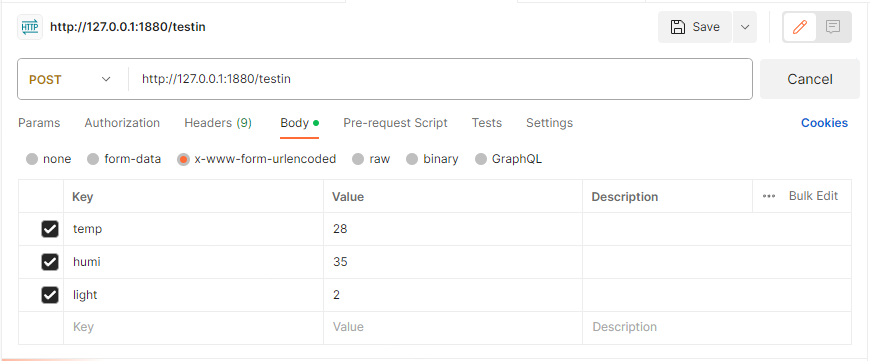 HTTP http://127.0.0.1:1880/testin Save
POST http://127.0.0.1:1880/testin Cancel
Params Authorization Headers (9) Body Pre-request Script Tests Settings Cookies
none form-data x-www-form-urlencoded raw binary GraphQL
Key Value Description ••• Bulk Edit
temp 28
humi 35
light 2
Key Value Description